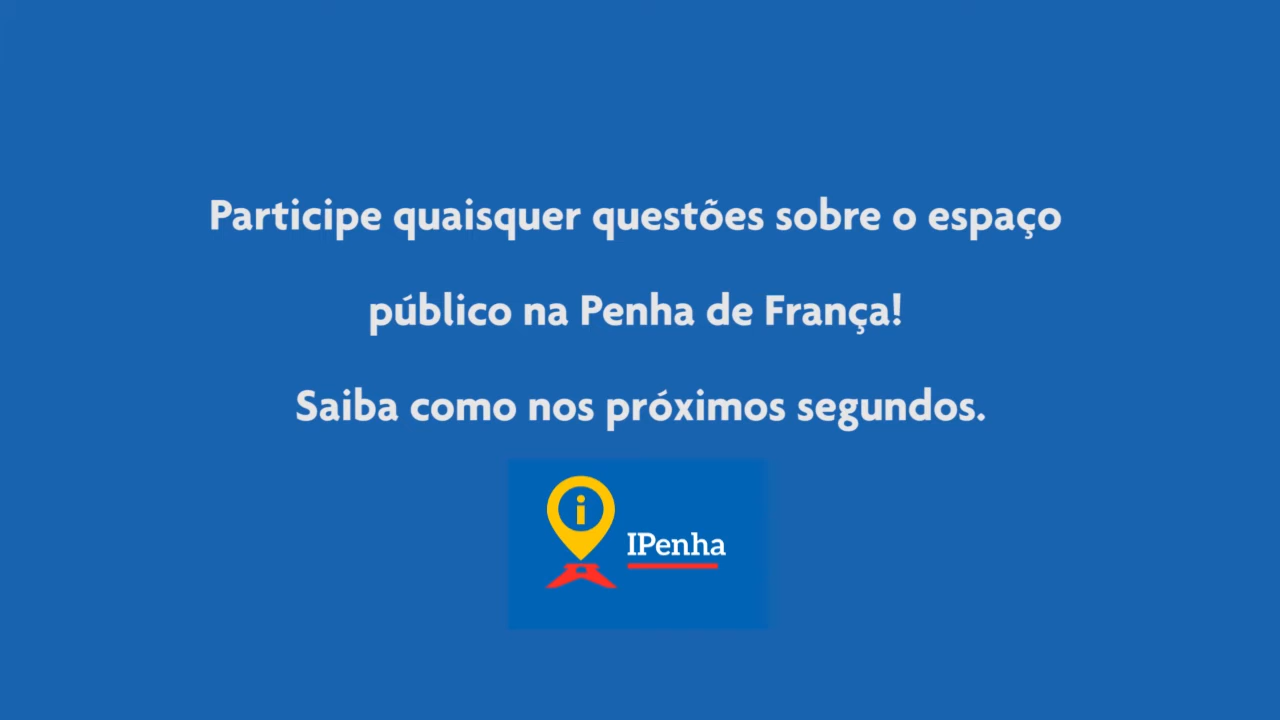 Participe quaisquer questões sobre o espaço
público na Penha de França!
Saiba como nos próximos segundos.
i
IPenha